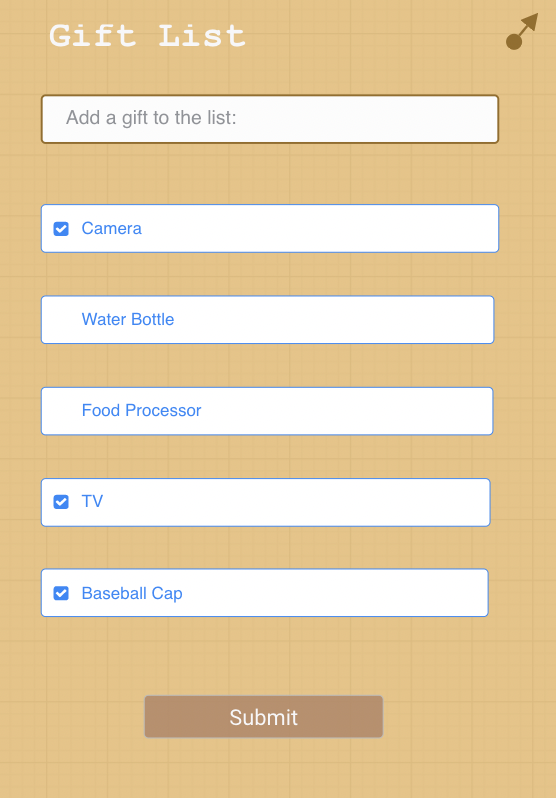 Gift List
Add a gift to the list:
Camera
Water Bottle
Food Processor
TV
Baseball Cap
Submit